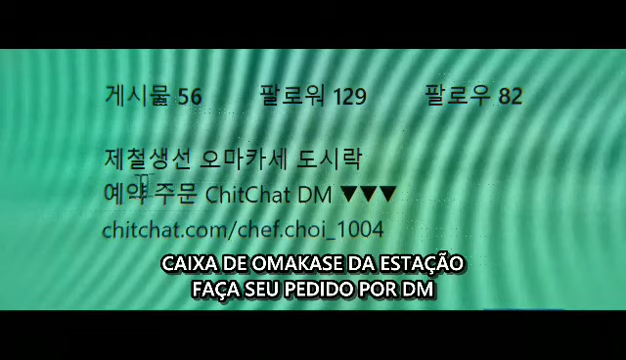 게시물 56 팔로워 129 팔로우 82
제철생선 오마카세 도시락
예약 주문 ChitChat DM ▼▼▼
chitchat.com/chef.choi_1004
CAIXA DE OMAKASE DA ESTAÇÃO
FAÇA SEU PEDIDO POR DM